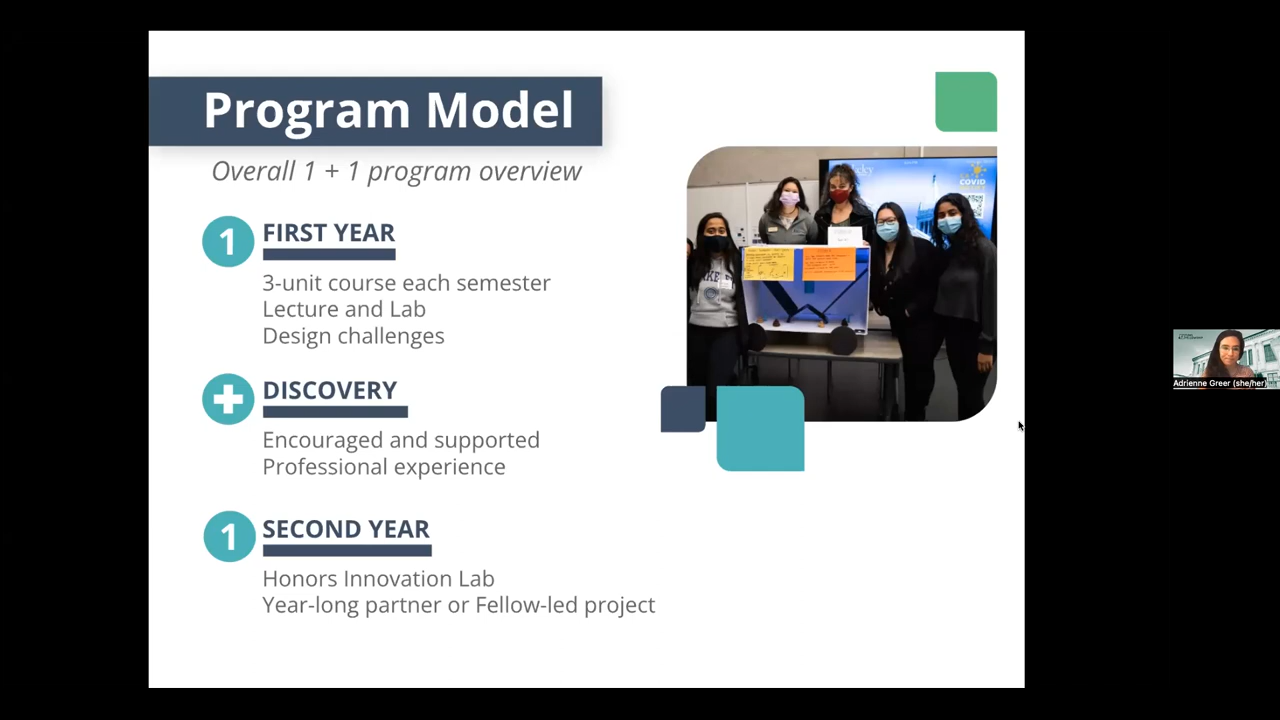 Program Model
Overall 1 + 1 program overview
1
FIRST YEAR
3-unit course each semester
Lecture and Lab
Design challenges
DISCOVERY
Encouraged and supported
Professional experience
1
SECOND YEAR
Honors Innovation Lab
Year-long partner or Fellow-led project
COVID
Adrienne Greer (she/her)